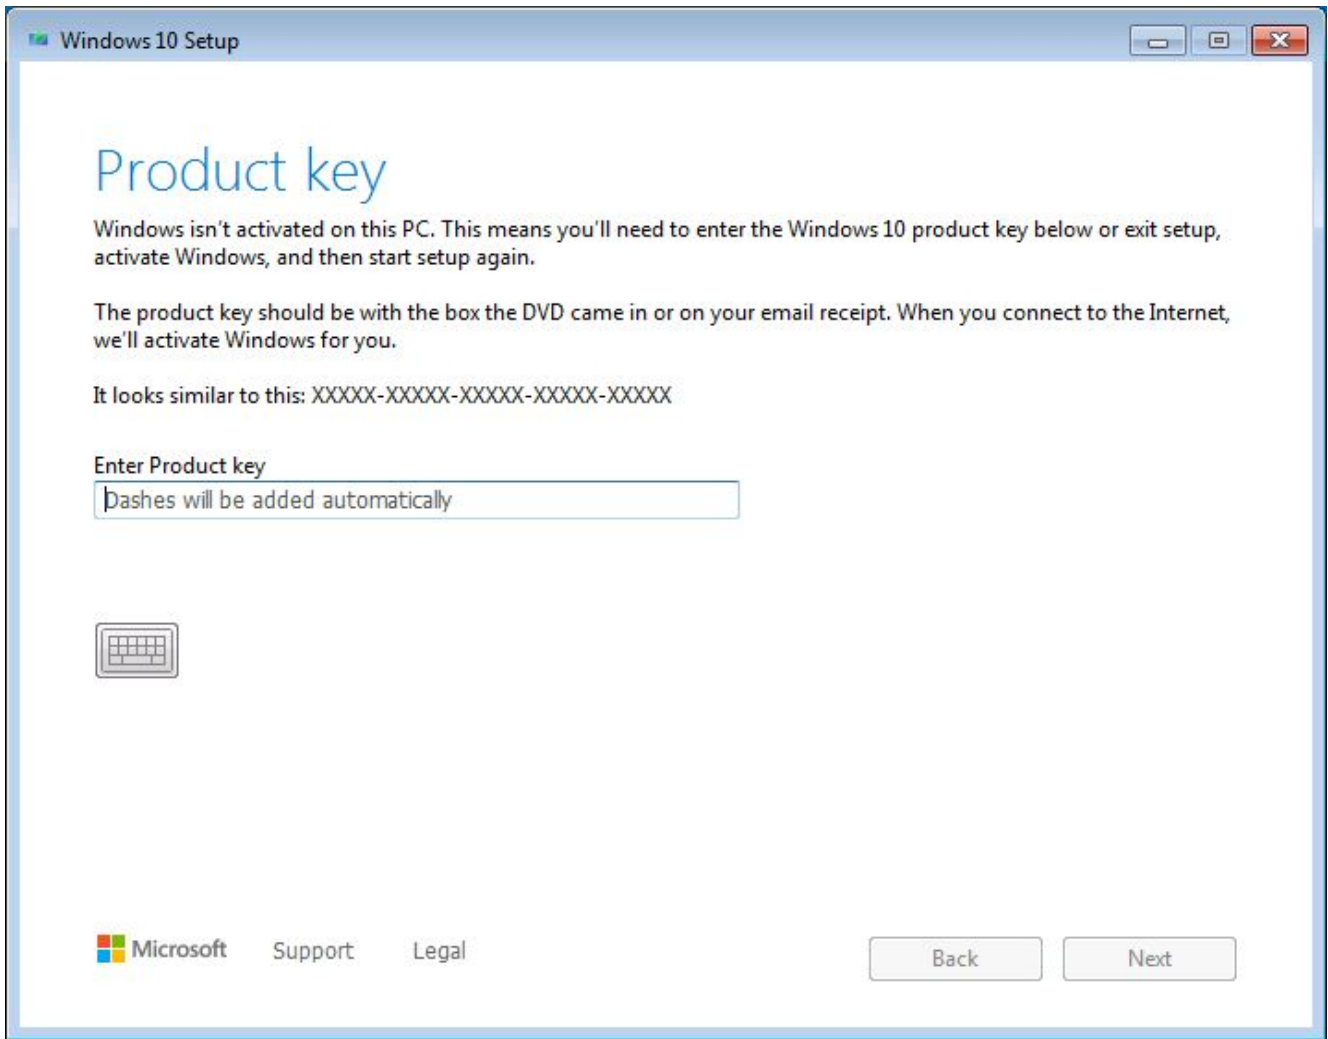 Windows 10 Setup
Product key
Windows isn't activated on this PC. This means you'll need to enter the Windows 10 product key below or exit setup,
activate Windows, and then start setup again.
The product key should be with the box the DVD came in or on your email receipt. When you connect to the Internet,
we'll activate Windows for you.
It looks similar to this: XXXXX-XXXXX-XXXXX-XXXXX-XXXXX
Enter Product key
Dashes will be added automatically
Microsoft Support Legal Back Next